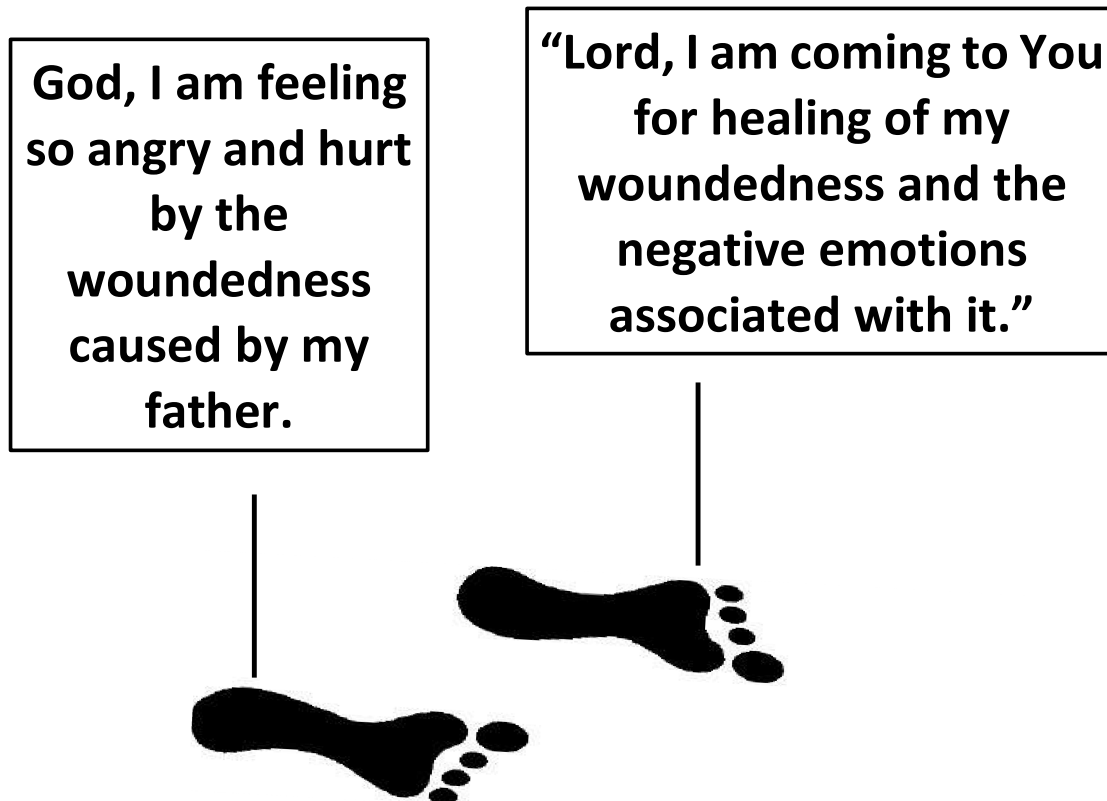 God, I am feeling
so angry and hurt
by the
woundedness
caused by my
father.
“Lord, I am coming to You
for healing of my
woundedness and the
negative emotions
associated with it.”